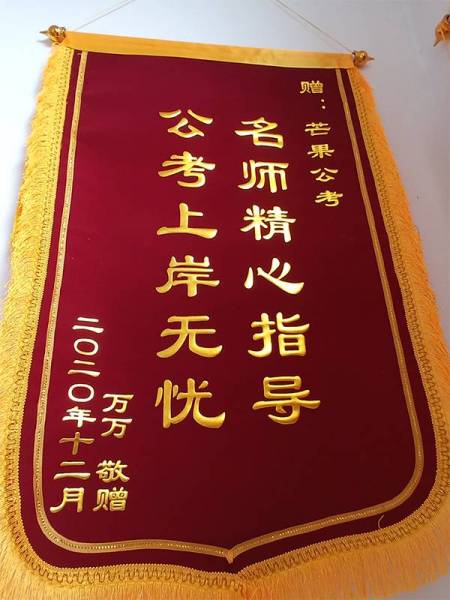 赠：芒果公考
名师精心指导
公考上岸无忧
万万 敬赠
二〇二〇年十二月